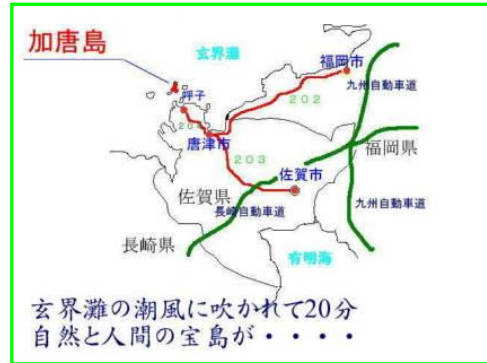 加唐島
玄界灘
福岡市
九州自動車道
呼子
202
唐津市
203
福岡県
佐賀市
佐賀県
長崎自動車道
九州自動車道
長崎県
有明海
玄界灘の潮風に吹かれて20分
自然と人間の宝島が・・・・